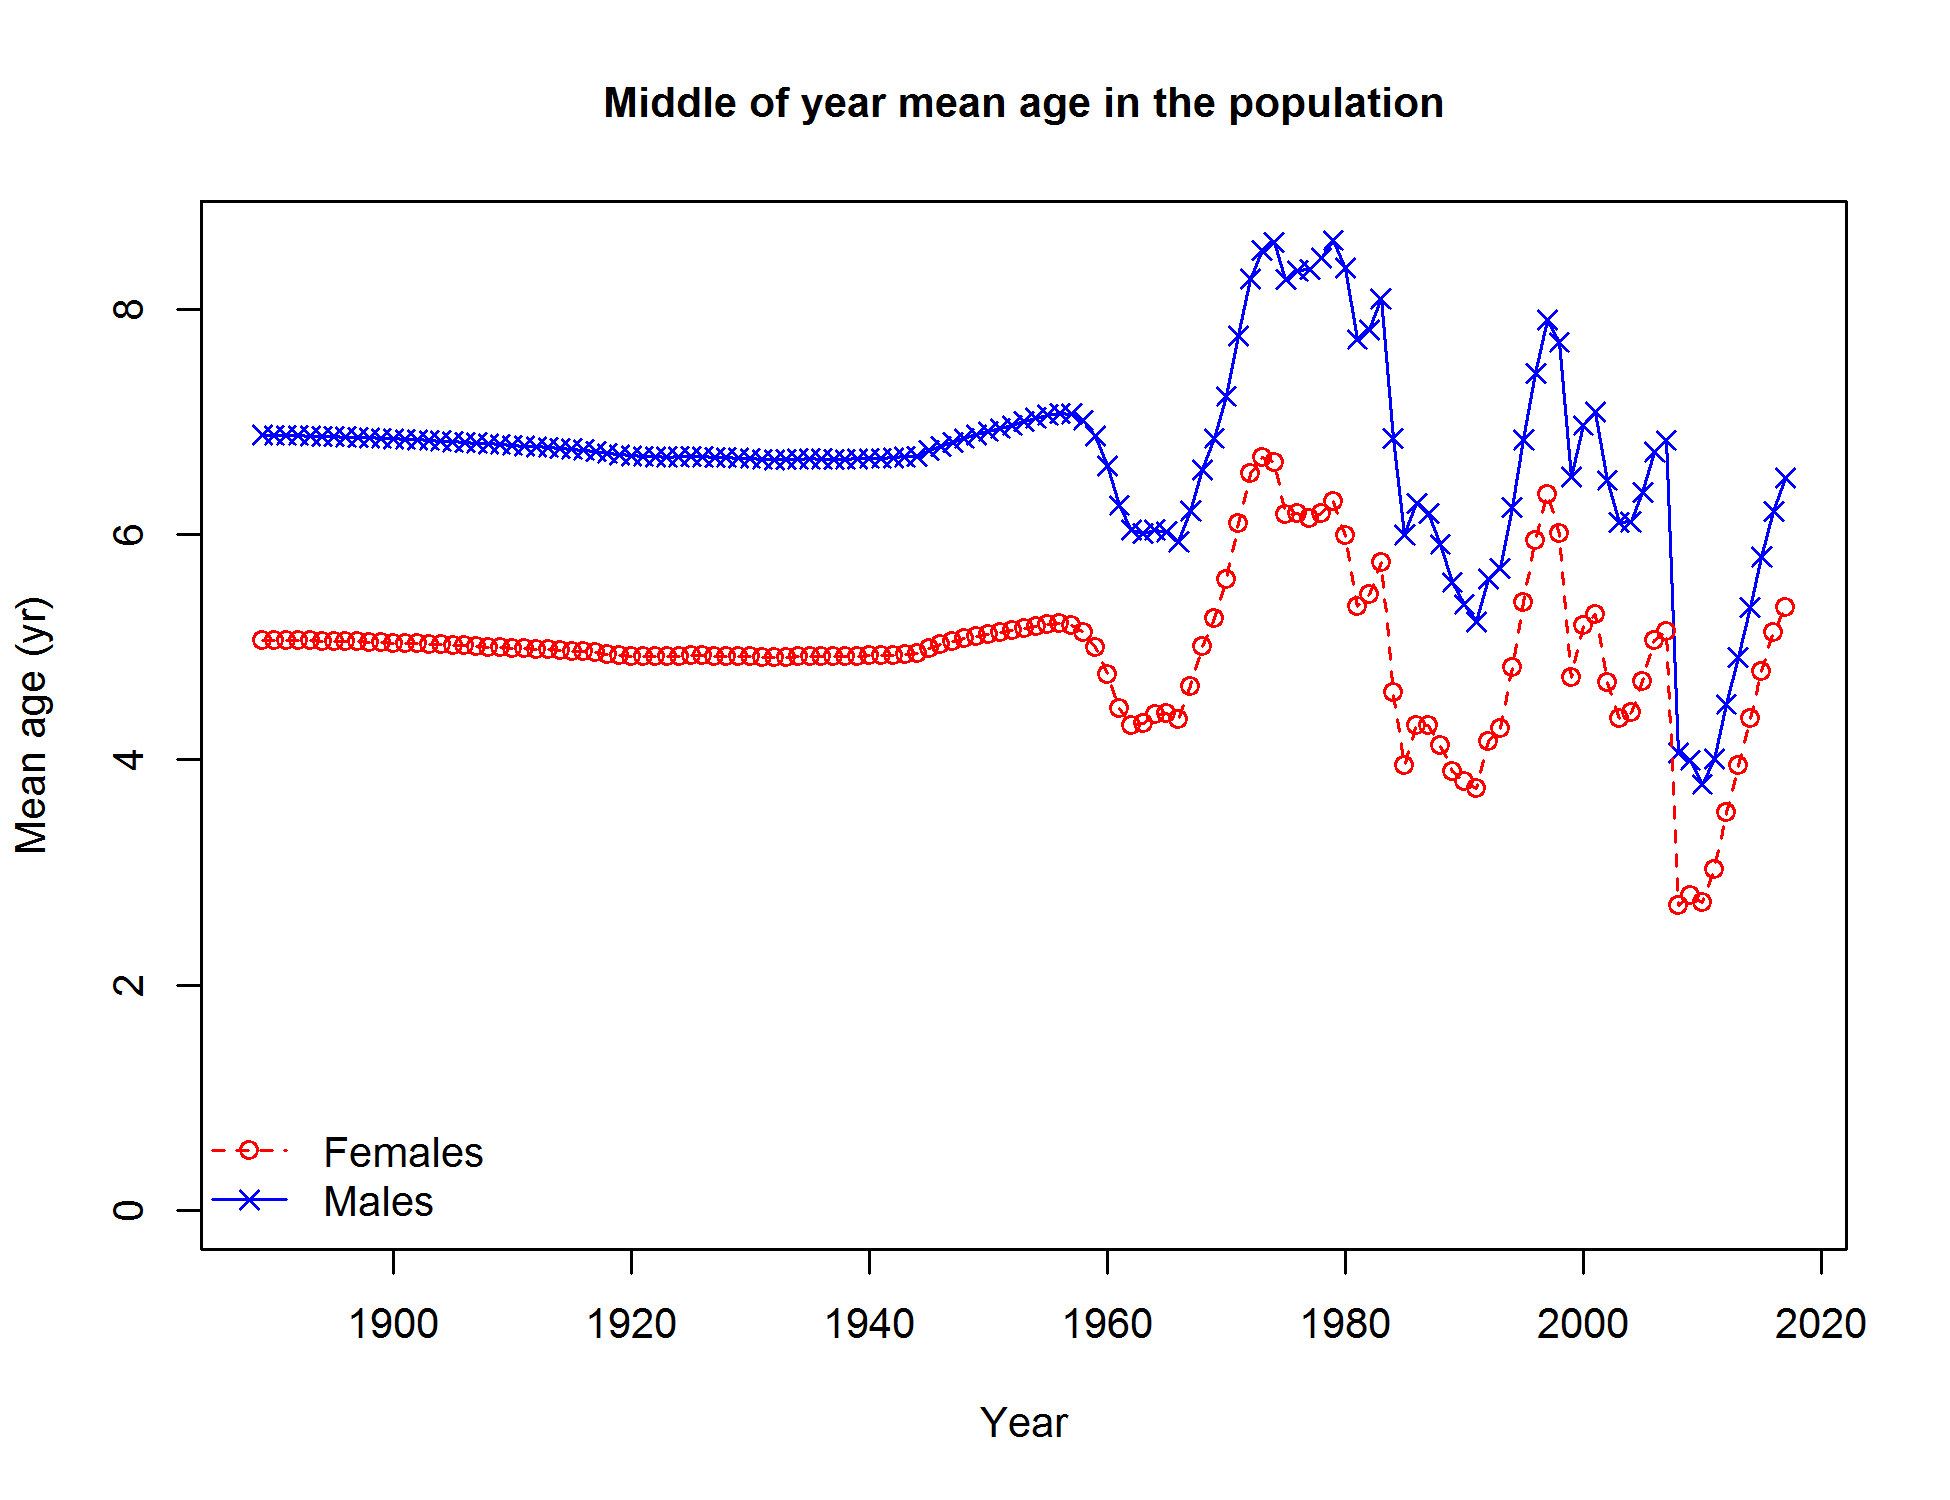 Middle of year mean age in the population
Mean age (yr)
8
6
4
2
0
Females
Males
1900 1920 1940 1960 1980 2000 2020
Year